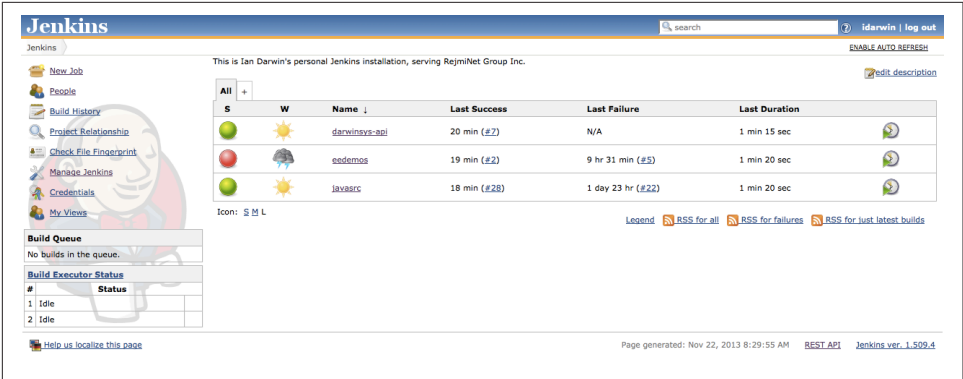 Jenkins
search
idarwin | log out
Jenkins
ENABLE AUTO REFRESH
This is Ian Darwin's personal Jenkins installation, serving RejmiNet Group Inc.
edit description
New Job
People
Build History
Project Relationship
Check File Fingerprint
Manage Jenkins
Credentials
My Views
All +
S W Name ↓ Last Success Last Failure Last Duration
darwinsys-api 20 min (#7) N/A 1 min 15 sec
eedemos 19 min (#2) 9 hr 31 min (#5) 1 min 20 sec
javasrc 18 min (#28) 1 day 23 hr (#22) 1 min 20 sec
Icon: S M L
Legend RSS for all RSS for failures RSS for just latest builds
Build Queue
No builds in the queue.
Build Executor Status
# Status
1 Idle
2 Idle
Help us localize this page
Page generated: Nov 22, 2013 8:29:55 AM REST API Jenkins ver. 1.509.4